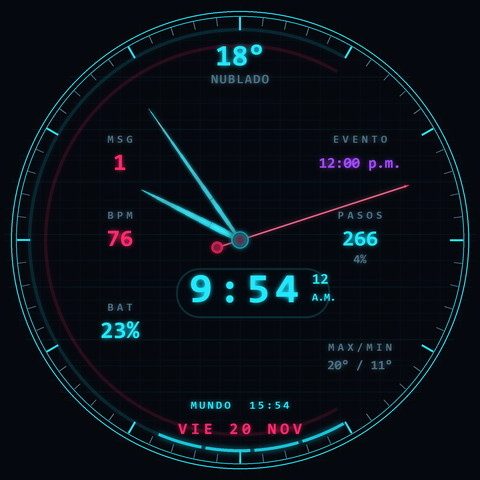 18°
NUBLADO
MSG
1
EVENTO
12:00 p.m.
BPM
76
PASOS
266
4%
9:54 12 A.M.
BAT
23%
MAX/MIN
20° / 11°
MUNDO 15:54
VIE 20 NOV